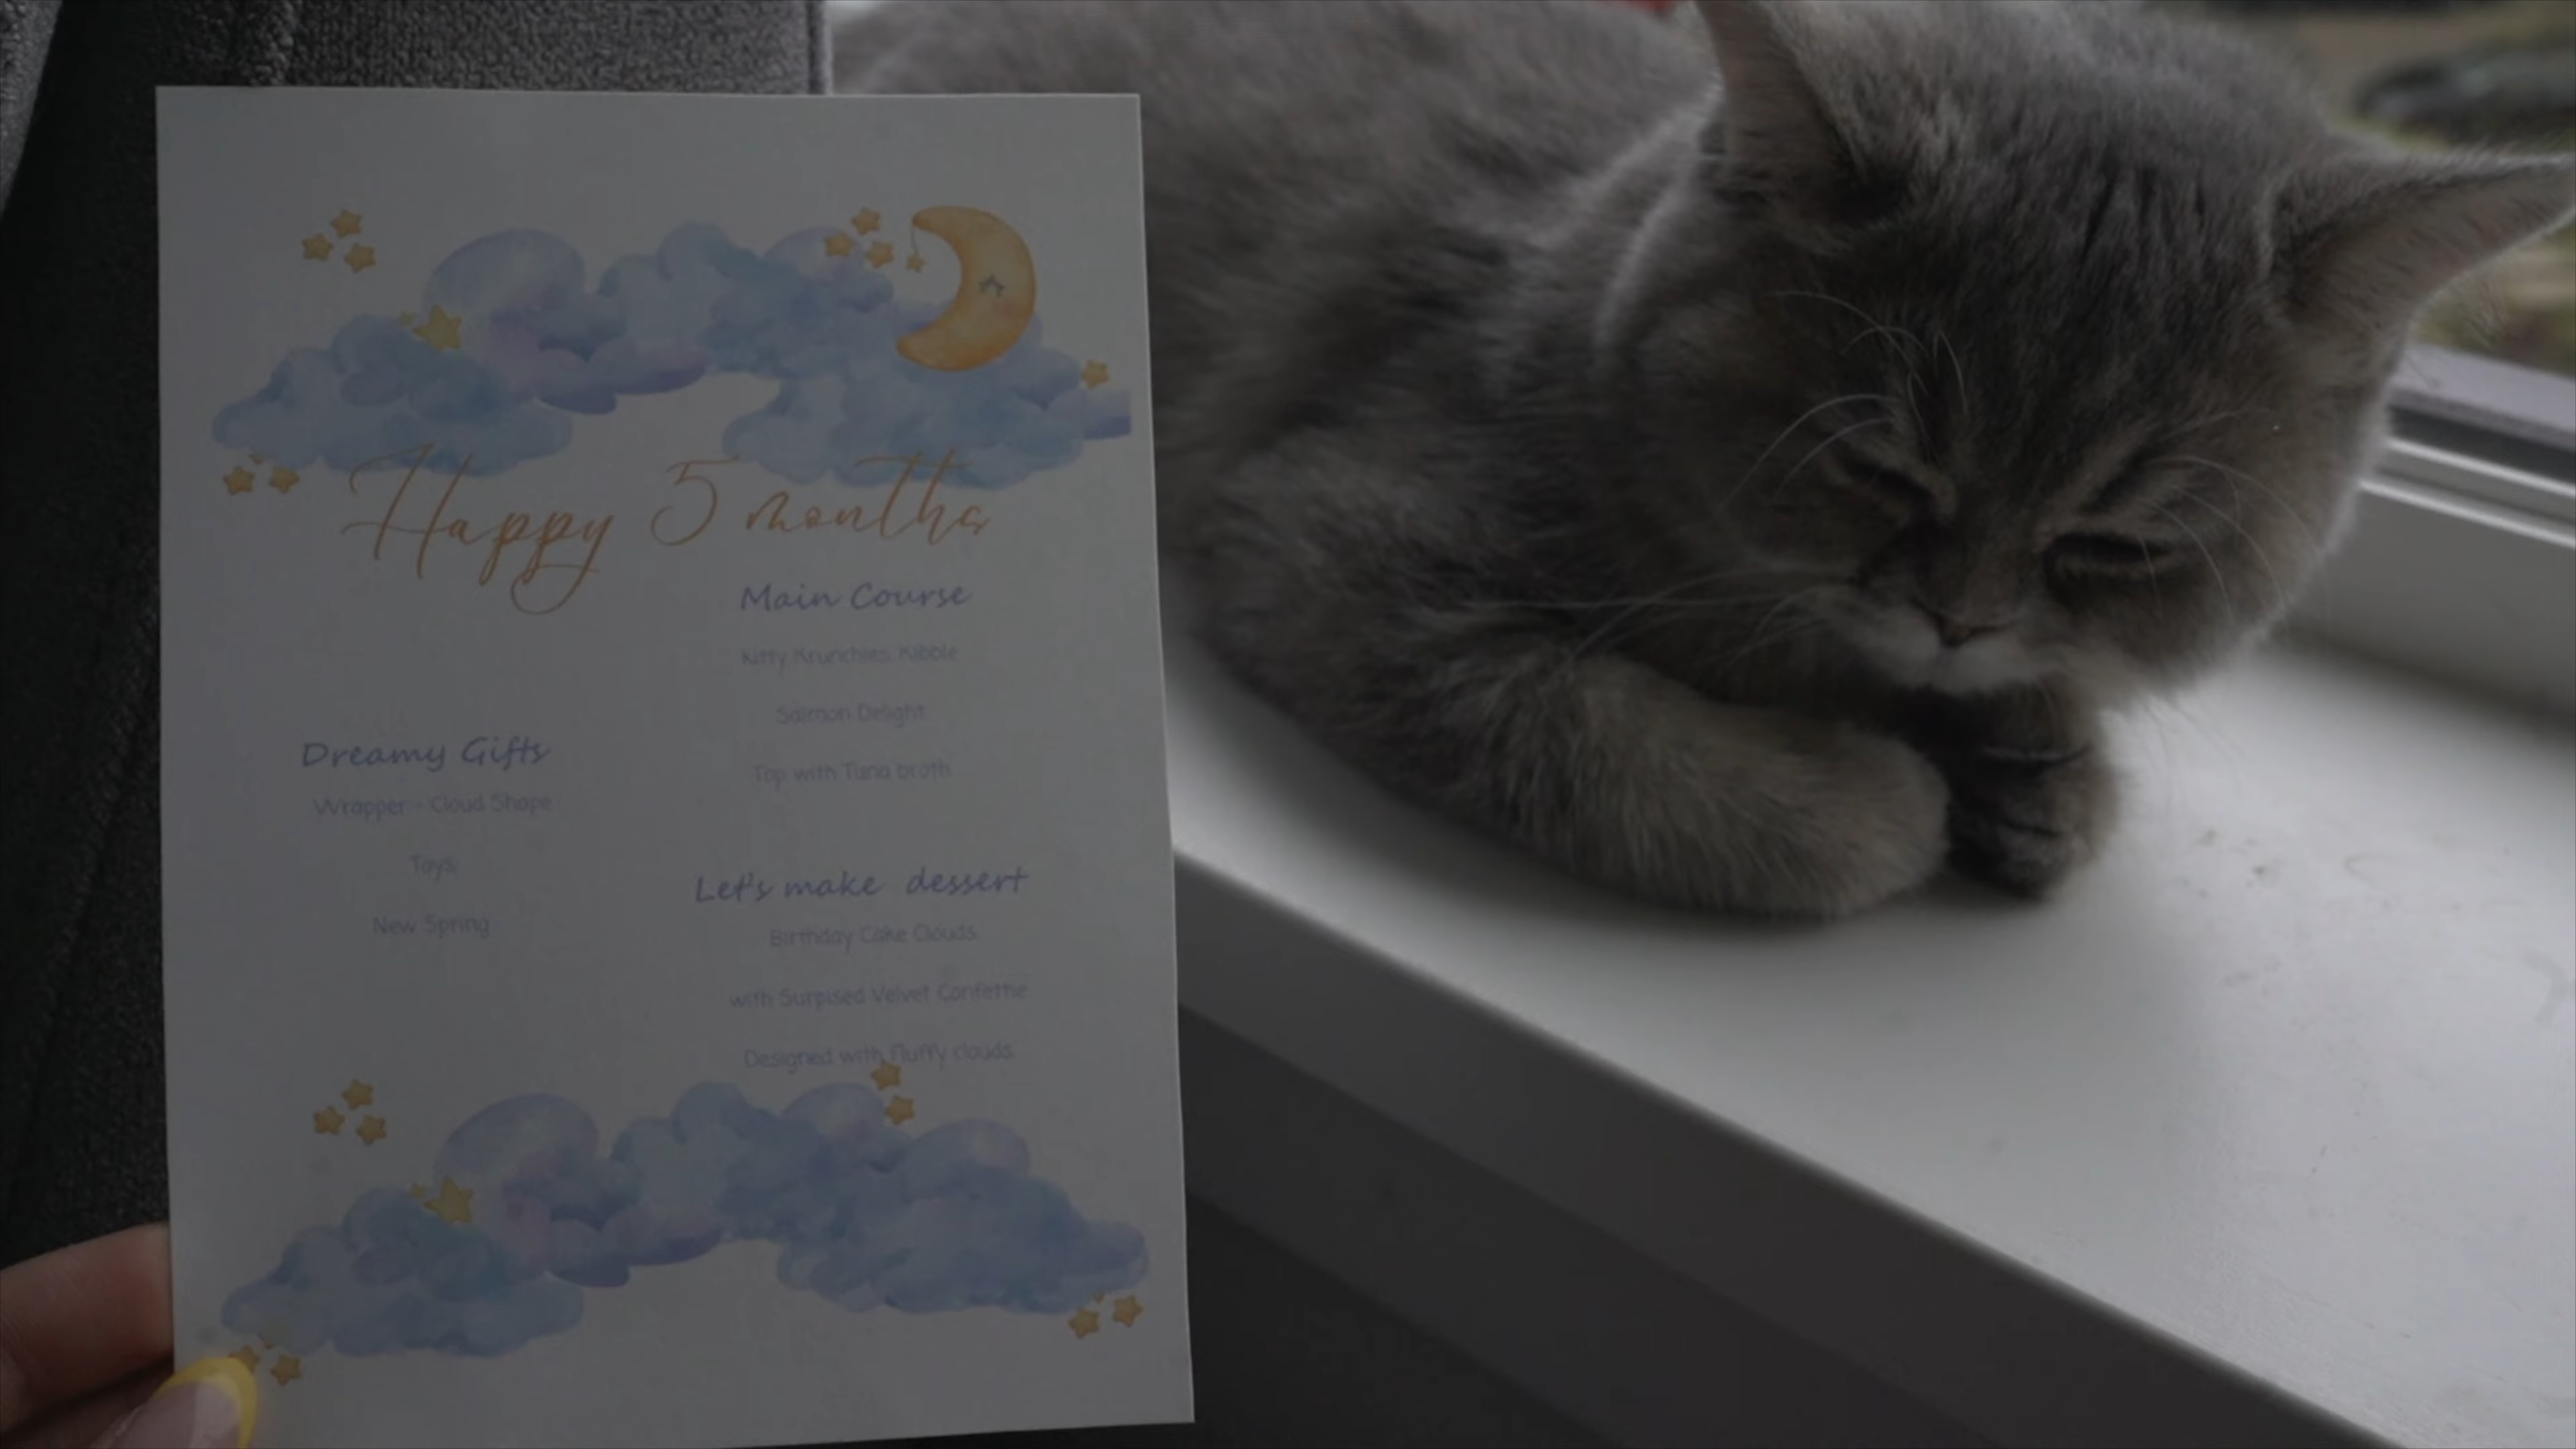 Happy 5 months
Main Course
Kitty Krunchies Kibble
Salmon Delight
Top with Tuna broth
Dreamy Gifts
Wrapper - Cloud Shape
Toys
New Spring
Let's make dessert
Birthday Cake Clouds
with Surpised Velvet Confettie
Designed with fluffy clouds